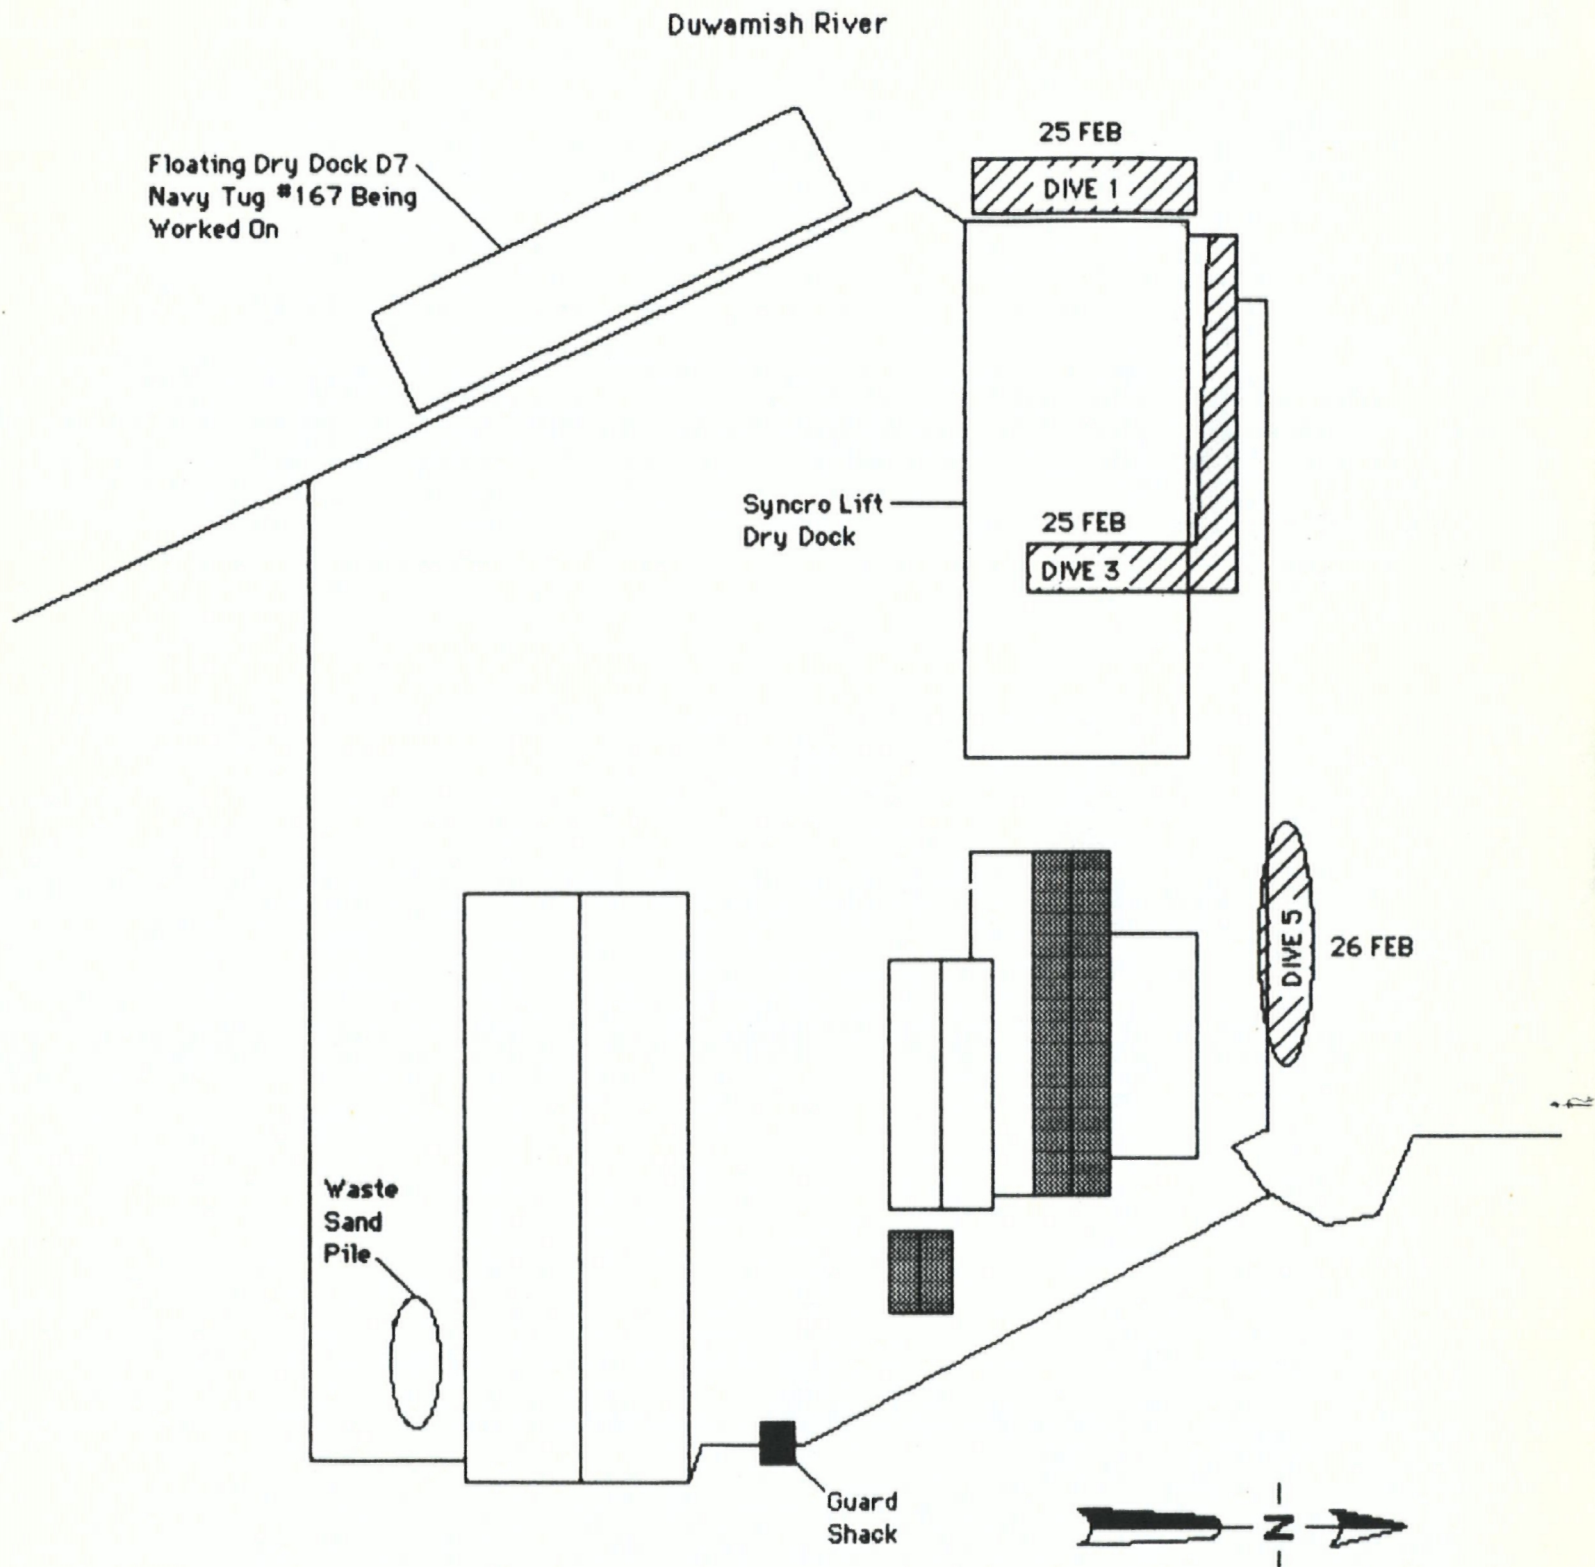 Duwamish River
25 FEB
DIVE 1
Floating Dry Dock D7
Navy Tug #167 Being
Worked On
Syncro Lift
Dry Dock
25 FEB
DIVE 3
DIVE 5
26 FEB
Waste
Sand
Pile
Guard
Shack
N